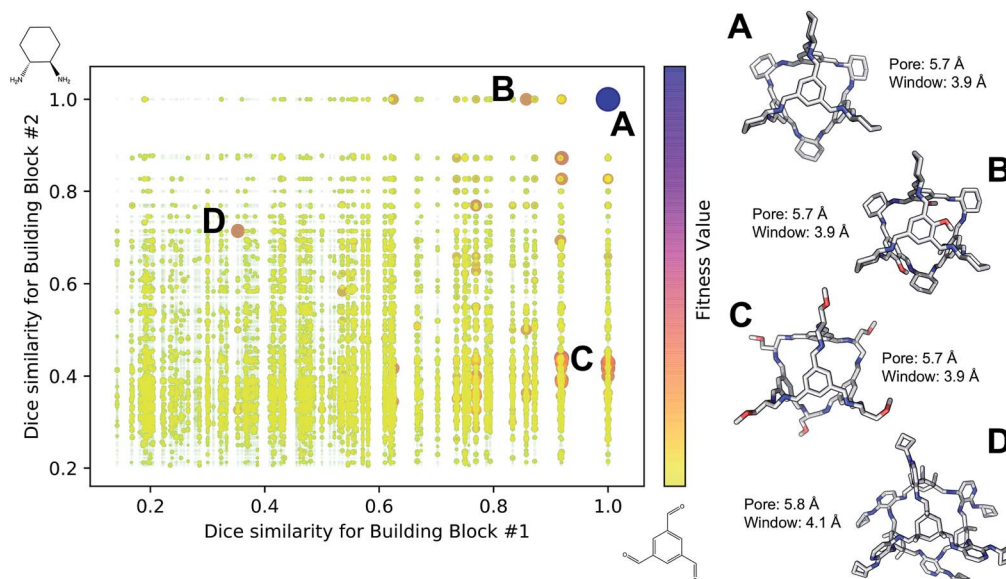 H₂N
NH₂
Dice similarity for Building Block #2
1.0
0.8
0.6
0.4
0.2
0.2
0.4
0.6
0.8
1.0
Dice similarity for Building Block #1
B
A
D
C
Fitness Value
O
O
O
A
Pore: 5.7 Å
Window: 3.9 Å
B
Pore: 5.7 Å
Window: 3.9 Å
C
Pore: 5.7 Å
Window: 3.9 Å
D
Pore: 5.8 Å
Window: 4.1 Å